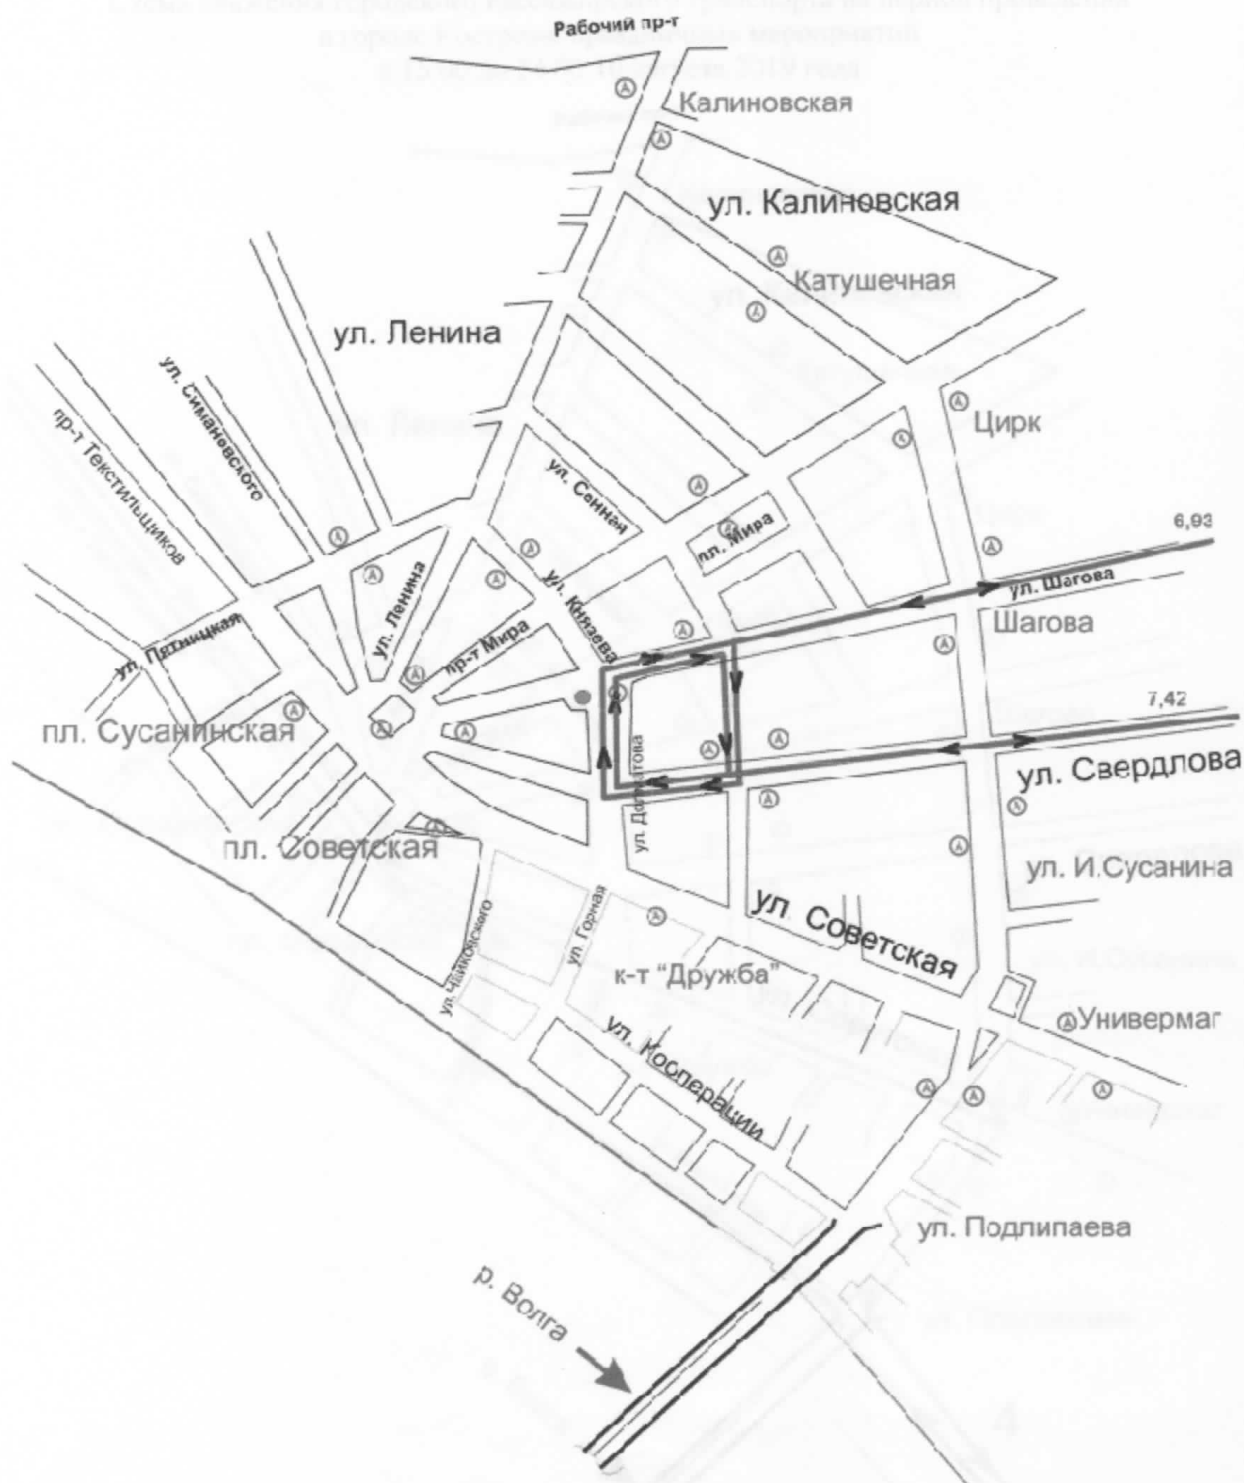 Рабочий пр-т
Калиновская
ул. Калиновская
Катушечная
ул. Ленина
ул. Симановского
пр-т Текстильщиков
Цирк
ул. Сенная
пл. Мира
6,93
ул. Шагова
ул. Ленина
ул. Князева
Шагова
пр-т Мира
ул. Пятницкая
7,42
пл. Сусанинская
ул. Свердлова
ул. Долматова
пл. Советская
ул. И.Сусанина
ул. Советская
ул. Горная
ул. Чайковского
к-т "Дружба"
Универмаг
ул. Кооперации
ул. Подлипаева
р. Волга
4